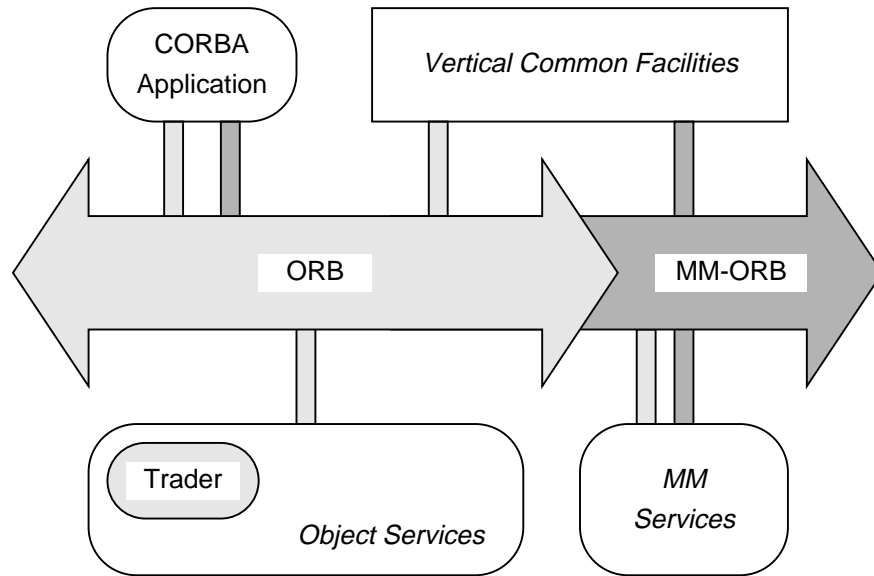 CORBA
Application
Vertical Common Facilities
ORB
MM-ORB
Trader
Object Services
MM
Services